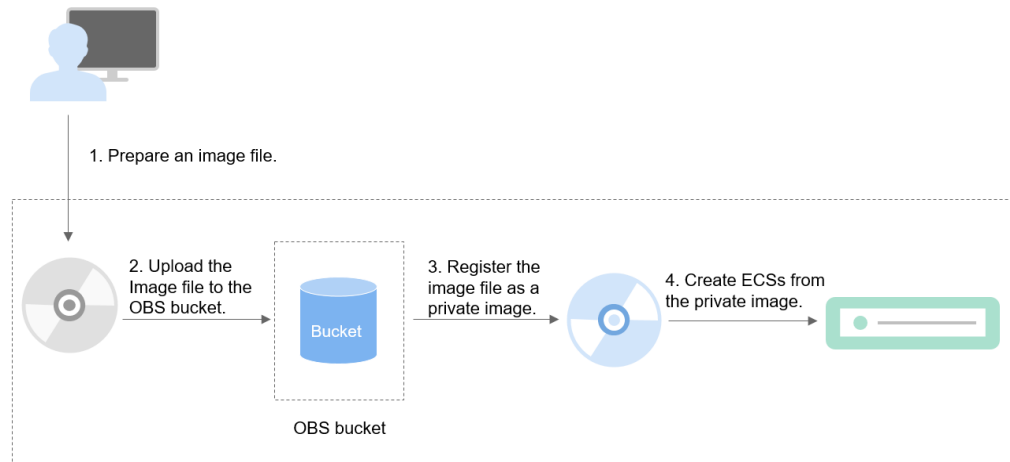 1. Prepare an image file.
2. Upload the
Image file to the
OBS bucket.
Bucket
OBS bucket
3. Register the
image file as a
private image.
4. Create ECSs from
the private image.